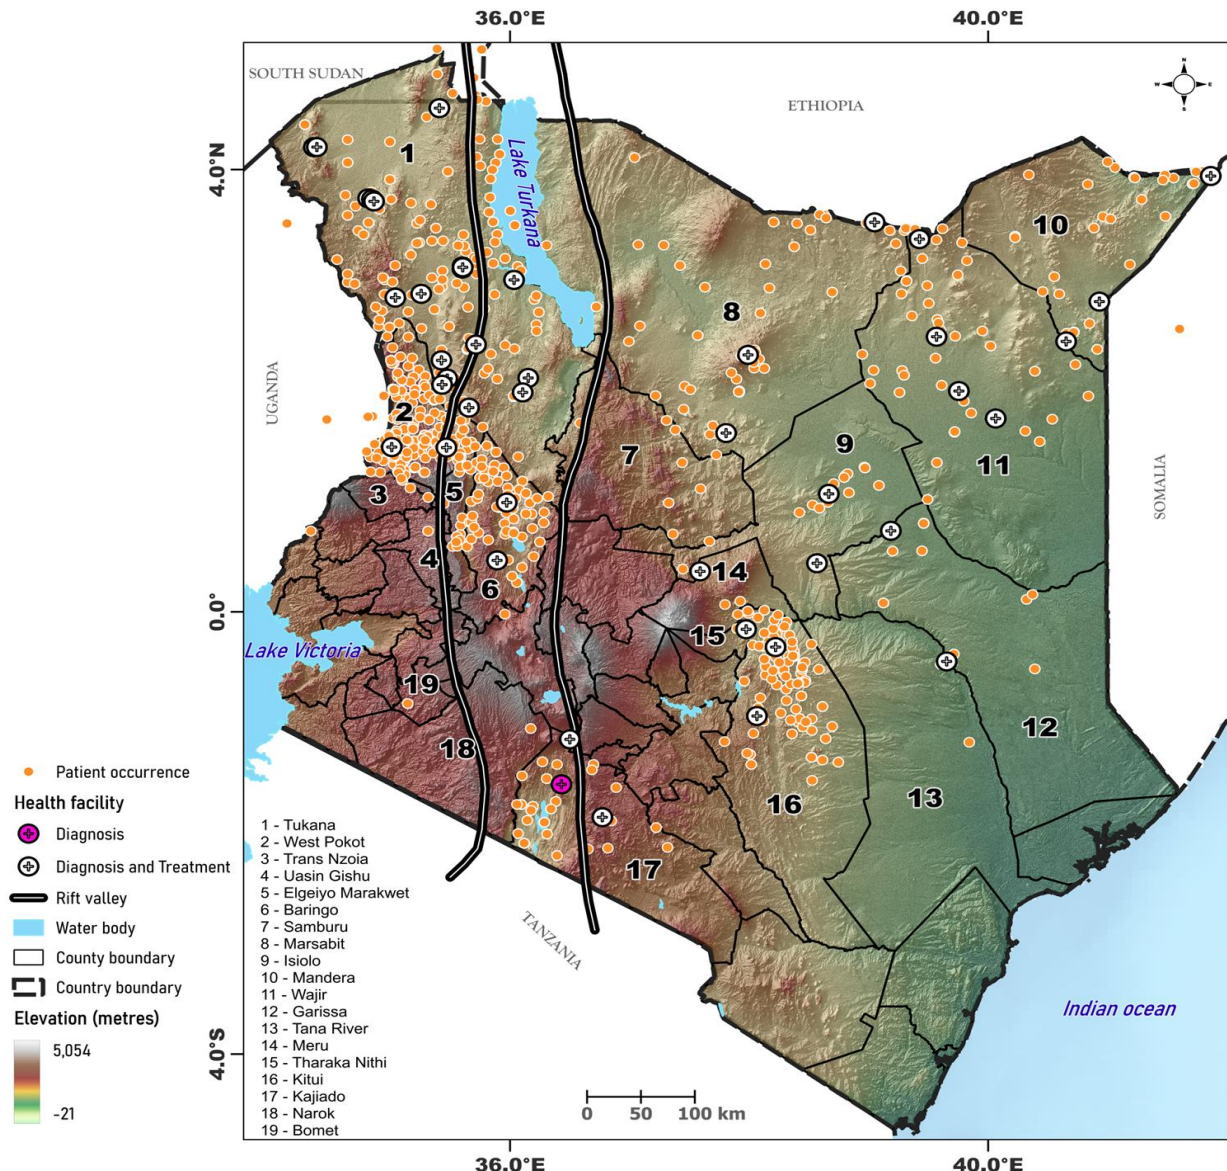 36.0°E 40.0°E
SOUTH SUDAN
ETHIOPIA
4.0°N
1
Lake Turkana
10
8
UGANDA
2
7
9
11
SOMALIA
3
5
4
6
14
0.0°
15
Lake Victoria
19
18
12
16
13
17
Patient occurrence
Health facility
Diagnosis
Diagnosis and Treatment
Rift valley
Water body
County boundary
Country boundary
Elevation (metres)
5,054
-21
1 - Tukana
2 - West Pokot
3 - Trans Nzoia
4 - Uasin Gishu
5 - Elgeiyo Marakwet
6 - Baringo
7 - Samburu
8 - Marsabit
9 - Isiolo
10 - Mandera
11 - Wajir
12 - Garissa
13 - Tana River
14 - Meru
15 - Tharaka Nithi
16 - Kitui
17 - Kajiado
18 - Narok
19 - Bomet
TANZANIA
Indian ocean
4.0°S
0 50 100 km
36.0°E 40.0°E
N
W E
S